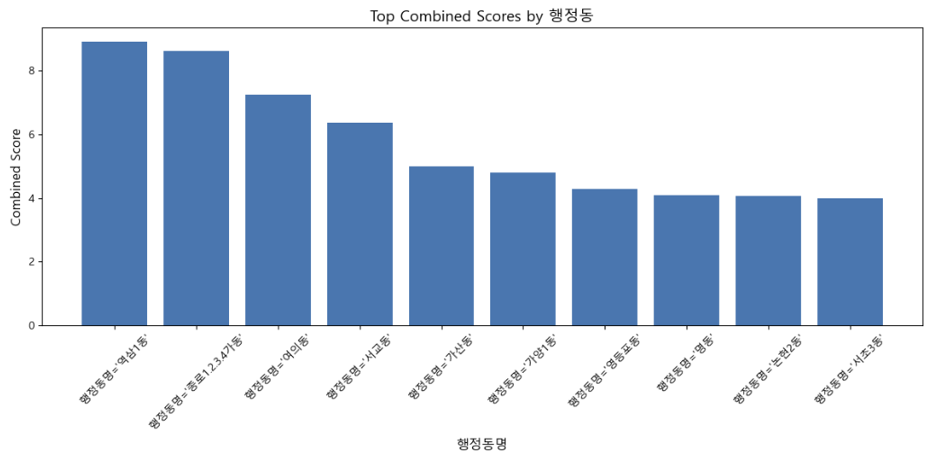 Top Combined Scores by 행정동
Combined Score
8
6
4
2
0
행정동명='역삼1동'
행정동명='종로1.2.3.4가동'
행정동명='여의동'
행정동명='서교동'
행정동명='가산동'
행정동명='가양1동'
행정동명='영등포동'
행정동명='명동'
행정동명='논현2동'
행정동명='서초3동'
행정동명